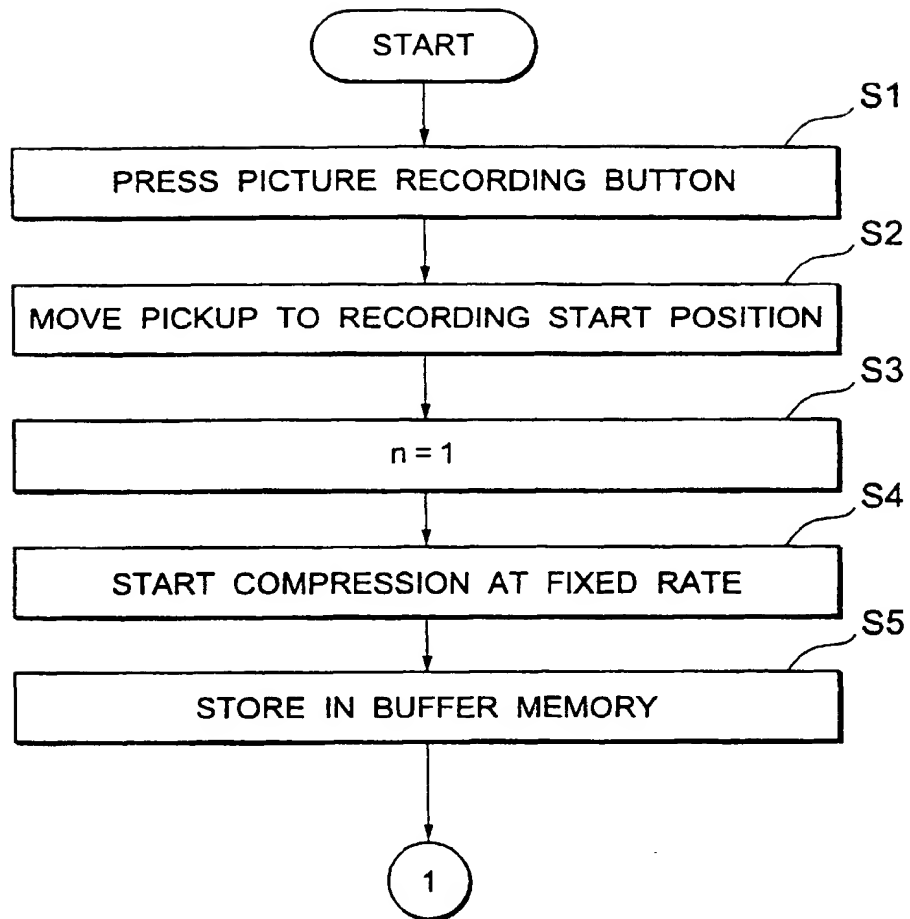 START
S1
PRESS PICTURE RECORDING BUTTON
S2
MOVE PICKUP TO RECORDING START POSITION
S3
n = 1
S4
START COMPRESSION AT FIXED RATE
S5
STORE IN BUFFER MEMORY
1